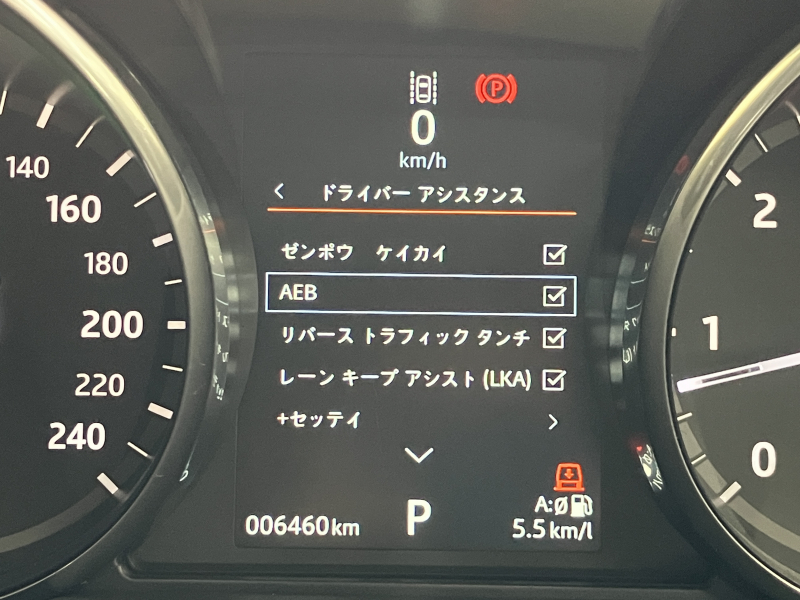 P
0
km/h
ドライバー アシスタンス
ゼンポウ ケイカイ
AEB
リバース トラフィック タンチ
レーン キープ アシスト (LKA)
+セッテイ
A:Ø
006460 km
P
5.5 km/l
140
160
180
200
220
240
2
1
0